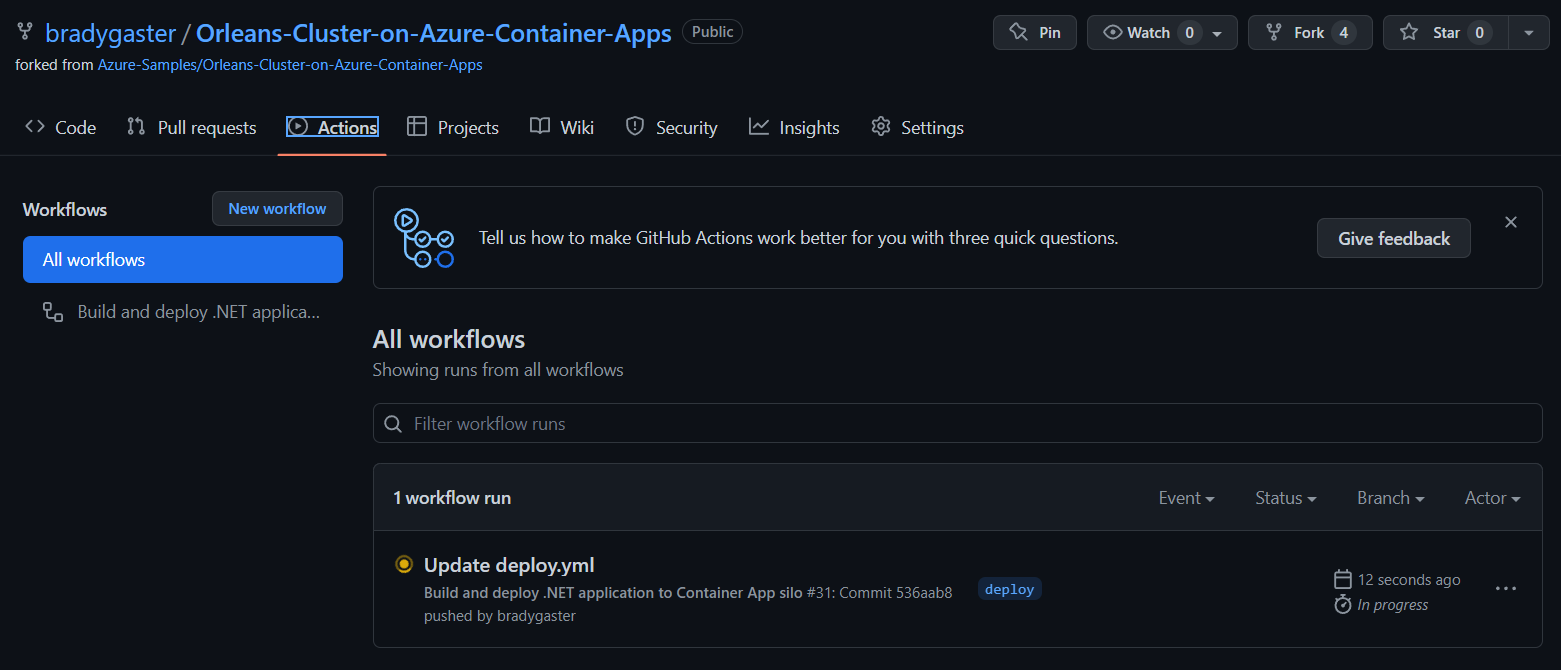 bradygaster / Orleans-Cluster-on-Azure-Container-Apps Public Pin Watch 0 Fork 4 Star 0
forked from Azure-Samples/Orleans-Cluster-on-Azure-Container-Apps
Code Pull requests Actions Projects Wiki Security Insights Settings
Workflows New workflow
All workflows
Build and deploy .NET applica...
Tell us how to make GitHub Actions work better for you with three quick questions. Give feedback
All workflows
Showing runs from all workflows
Filter workflow runs
1 workflow run Event Status Branch Actor
Update deploy.yml
Build and deploy .NET application to Container App silo #31: Commit 536aab8
pushed by bradygaster
deploy
12 seconds ago
In progress